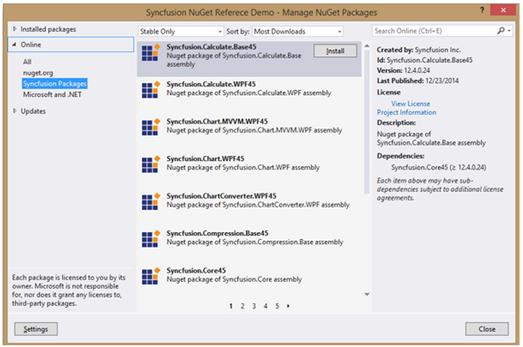 Syncfusion NuGet Referece Demo - Manage NuGet Packages
Installed packages
Online
All
nuget.org
Syncfusion Packages
Microsoft and .NET
Updates
Each package is licensed to you by its
owner. Microsoft is not responsible
for, nor does it grant any licenses to,
third-party packages.
Settings
Stable Only
Sort by: Most Downloads
Syncfusion.Calculate.Base45
Nuget package of Syncfusion.Calculate.Base
assembly
Install
Syncfusion.Calculate.WPF45
Nuget package of Syncfusion.Calculate.WPF assembly
Syncfusion.Chart.MVVM.WPF45
Nuget package of Syncfusion.Chart.MVVM.WPF assembly
Syncfusion.Chart.WPF45
Nuget package of Syncfusion.Chart.WPF assembly
Syncfusion.ChartConverter.WPF45
Nuget package of Syncfusion.ChartConverter.WPF assembly
Syncfusion.Compression.Base45
Nuget package of Syncfusion.Compression.Base assembly
Syncfusion.Core45
Nuget package of Syncfusion.Core assembly
1 2 3 4 5
Search Online (Ctrl+E)
Created by: Syncfusion Inc.
Id: Syncfusion.Calculate.Base45
Version: 12.4.0.24
Last Published: 12/23/2014
License
View License
Project Information
Description:
Nuget package of
Syncfusion.Calculate.Base assembly
Dependencies:
Syncfusion.Core45 (≥ 12.4.0.24)
Each item above may have sub-
dependencies subject to additional license
agreements.
Close